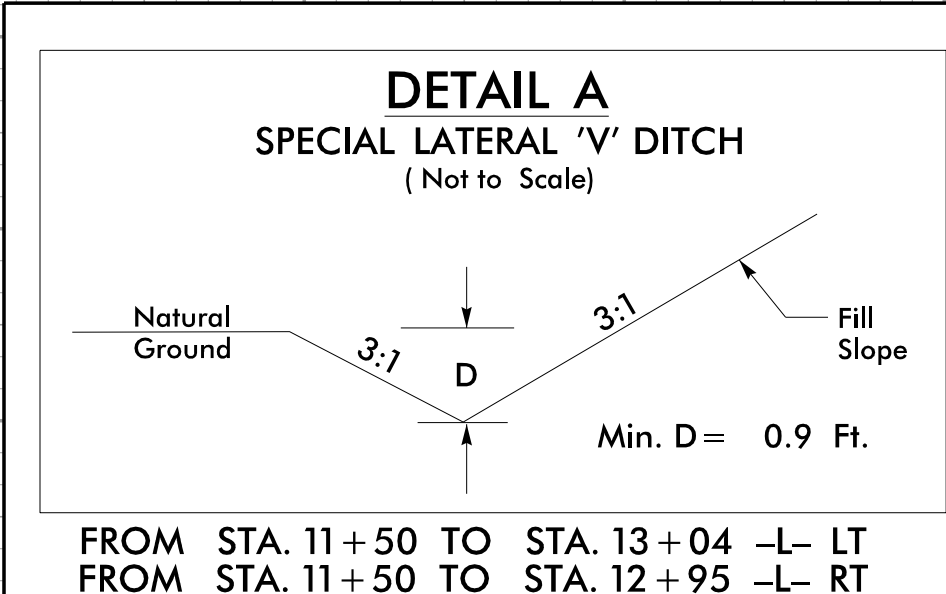 DETAIL A
SPECIAL LATERAL 'V' DITCH
( Not to Scale)
Natural
Ground
3:1
D
3:1
Fill
Slope
Min. D = 0.9 Ft.
FROM STA. 11+50 TO STA. 13+04 -L- LT
FROM STA. 11+50 TO STA. 12+95 -L- RT